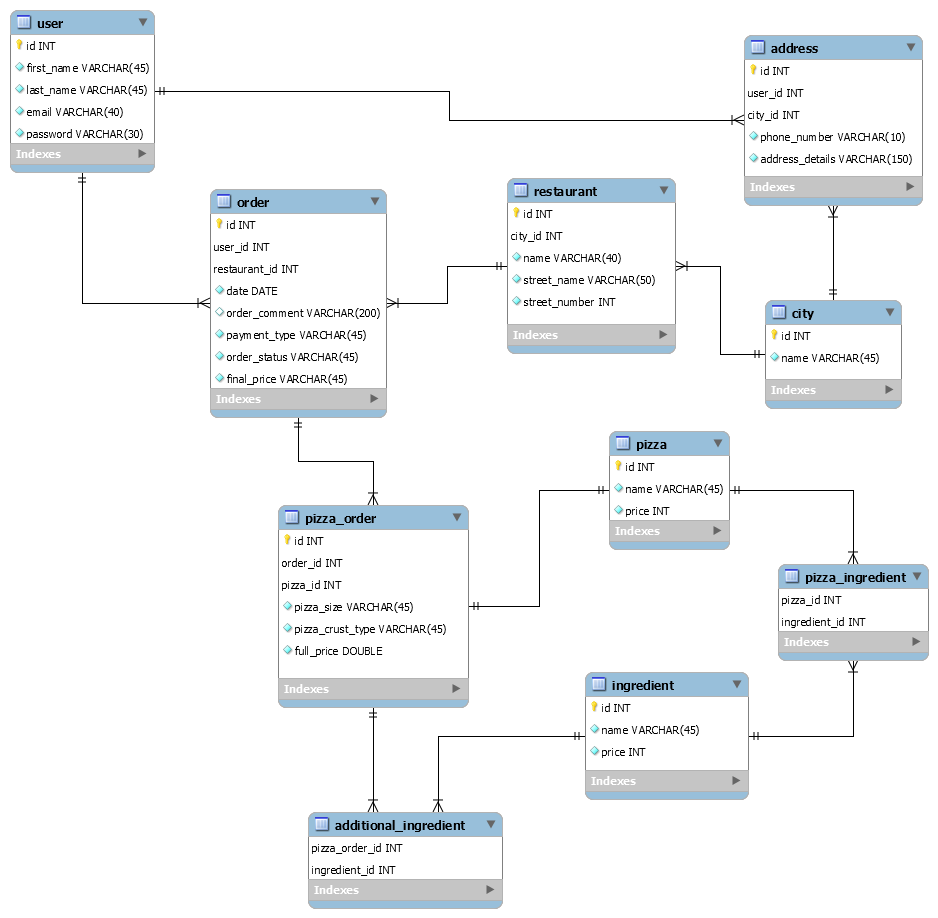 user
id INT
first_name VARCHAR(45)
last_name VARCHAR(45)
email VARCHAR(40)
password VARCHAR(30)
Indexes
address
id INT
user_id INT
city_id INT
phone_number VARCHAR(10)
address_details VARCHAR(150)
Indexes
order
id INT
user_id INT
restaurant_id INT
date DATE
order_comment VARCHAR(200)
payment_type VARCHAR(45)
order_status VARCHAR(45)
final_price VARCHAR(45)
Indexes
restaurant
id INT
city_id INT
name VARCHAR(40)
street_name VARCHAR(50)
street_number INT
Indexes
city
id INT
name VARCHAR(45)
Indexes
pizza
id INT
name VARCHAR(45)
price INT
Indexes
pizza_order
id INT
order_id INT
pizza_id INT
pizza_size VARCHAR(45)
pizza_crust_type VARCHAR(45)
full_price DOUBLE
Indexes
pizza_ingredient
pizza_id INT
ingredient_id INT
Indexes
ingredient
id INT
name VARCHAR(45)
price INT
Indexes
additional_ingredient
pizza_order_id INT
ingredient_id INT
Indexes